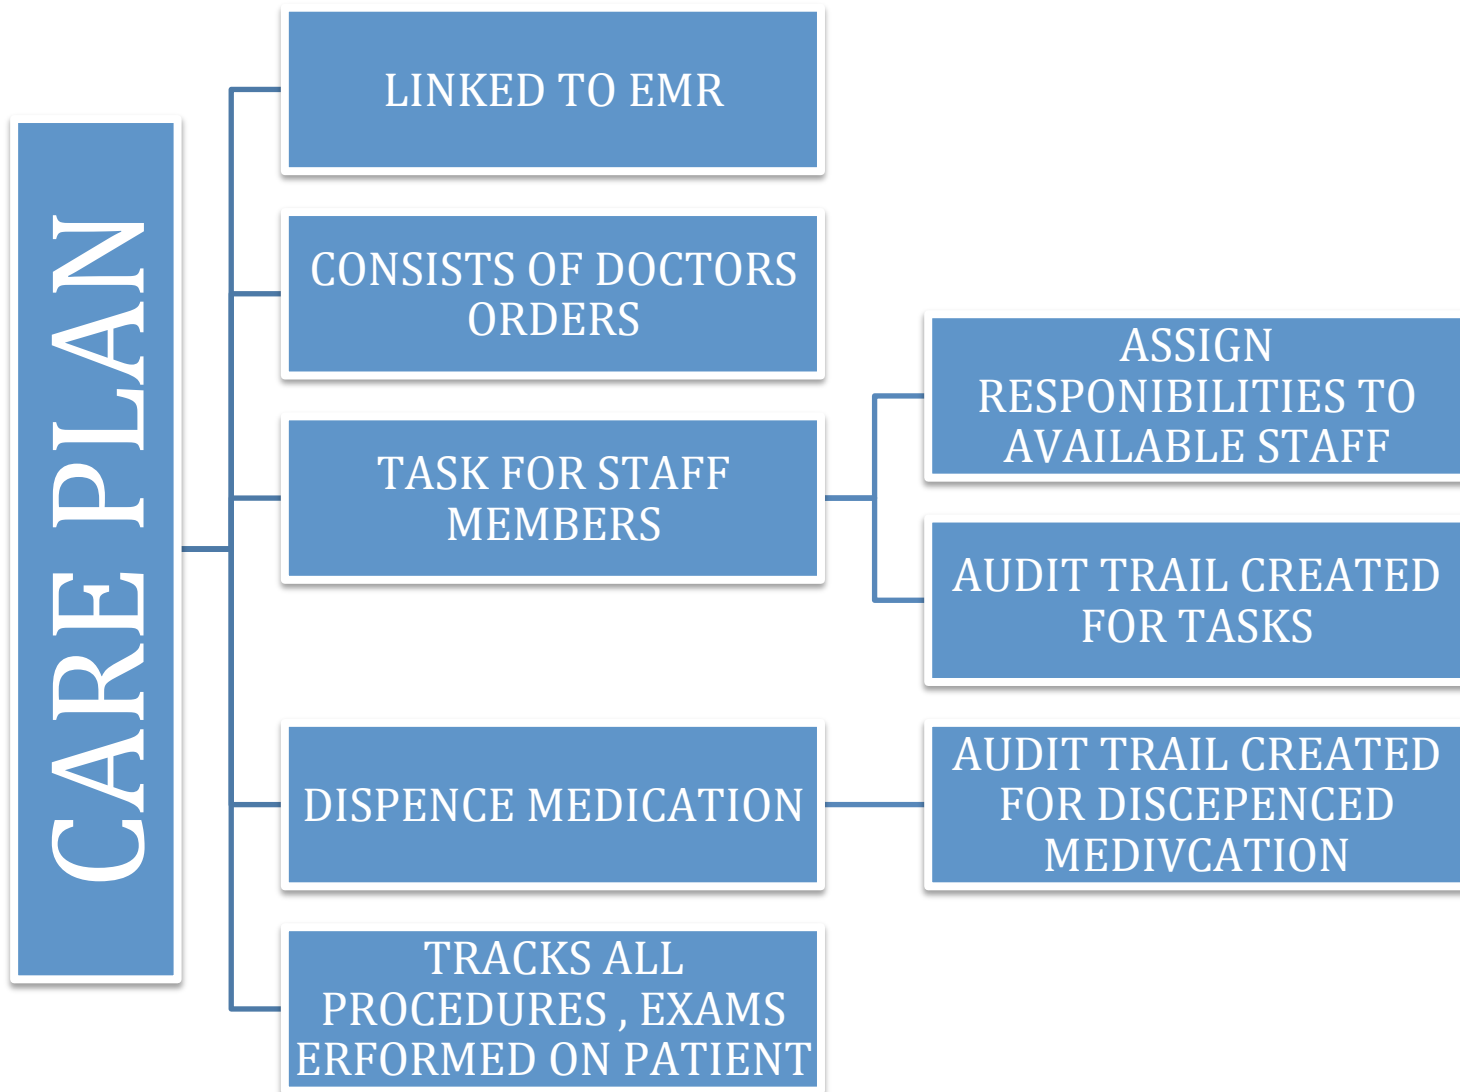 CARE PLAN
LINKED TO EMR
CONSISTS OF DOCTORS
ORDERS
TASK FOR STAFF
MEMBERS
ASSIGN
RESPONIBILITIES TO
AVAILABLE STAFF
AUDIT TRAIL CREATED
FOR TASKS
DISPENCE MEDICATION
AUDIT TRAIL CREATED
FOR DISCEPENCED
MEDIVCATION
TRACKS ALL
PROCEDURES , EXAMS
ERFORMED ON PATIENT